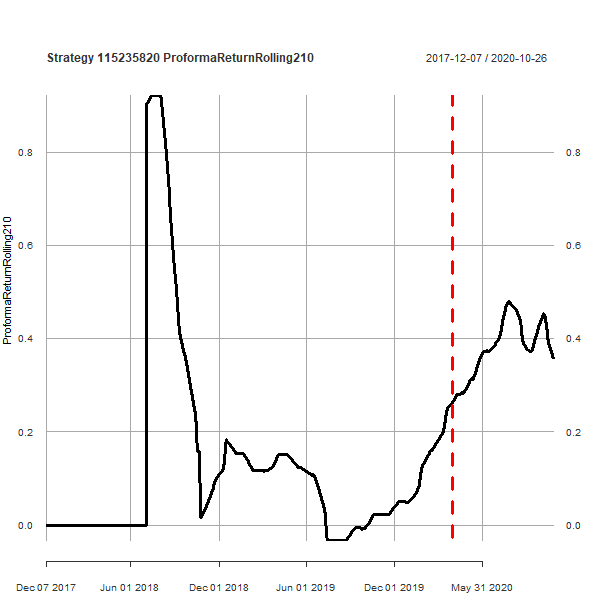 Strategy 115235820 ProformaReturnRolling210
2017-12-07 / 2020-10-26
ProformaReturnRolling210
0.8
0.6
0.4
0.2
0.0
0.8
0.6
0.4
0.2
0.0
Dec 07 2017
Jun 01 2018
Dec 01 2018
Jun 01 2019
Dec 01 2019
May 31 2020